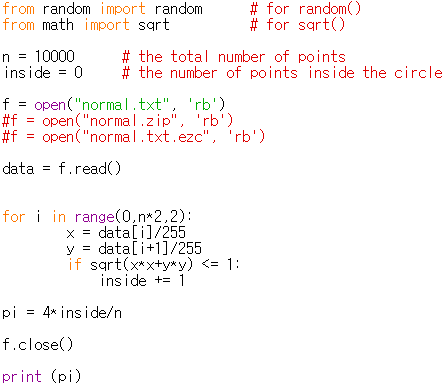 from random import random      # for random()
from math import sqrt          # for sqrt()
n = 10000      # the total number of points
inside = 0     # the number of points inside the circle
f = open("normal.txt", 'rb')
#f = open("normal.zip", 'rb')
#f = open("normal.txt.ezc", 'rb')
data = f.read()
for i in range(0,n*2,2):
        x = data[i]/255
        y = data[i+1]/255
        if sqrt(x*x+y*y) <= 1:
            inside += 1
pi = 4*inside/n
f.close()
print (pi)